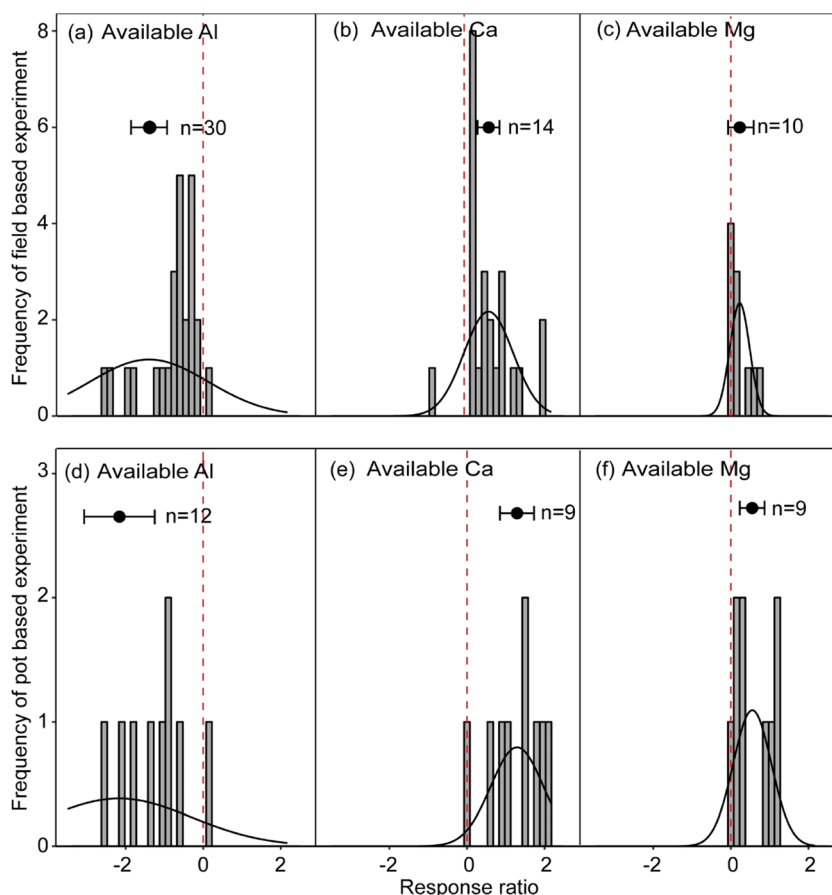 (a) Available Al
(b) Available Ca
(c) Available Mg
8
6
4
2
0
n=30
n=14
n=10
Frequency of field based experiment
(d) Available Al
(e) Available Ca
(f) Available Mg
3
2
1
0
n=12
n=9
n=9
Frequency of pot based experiment
-2 0 2 -2 0 2 -2 0 2
Response ratio